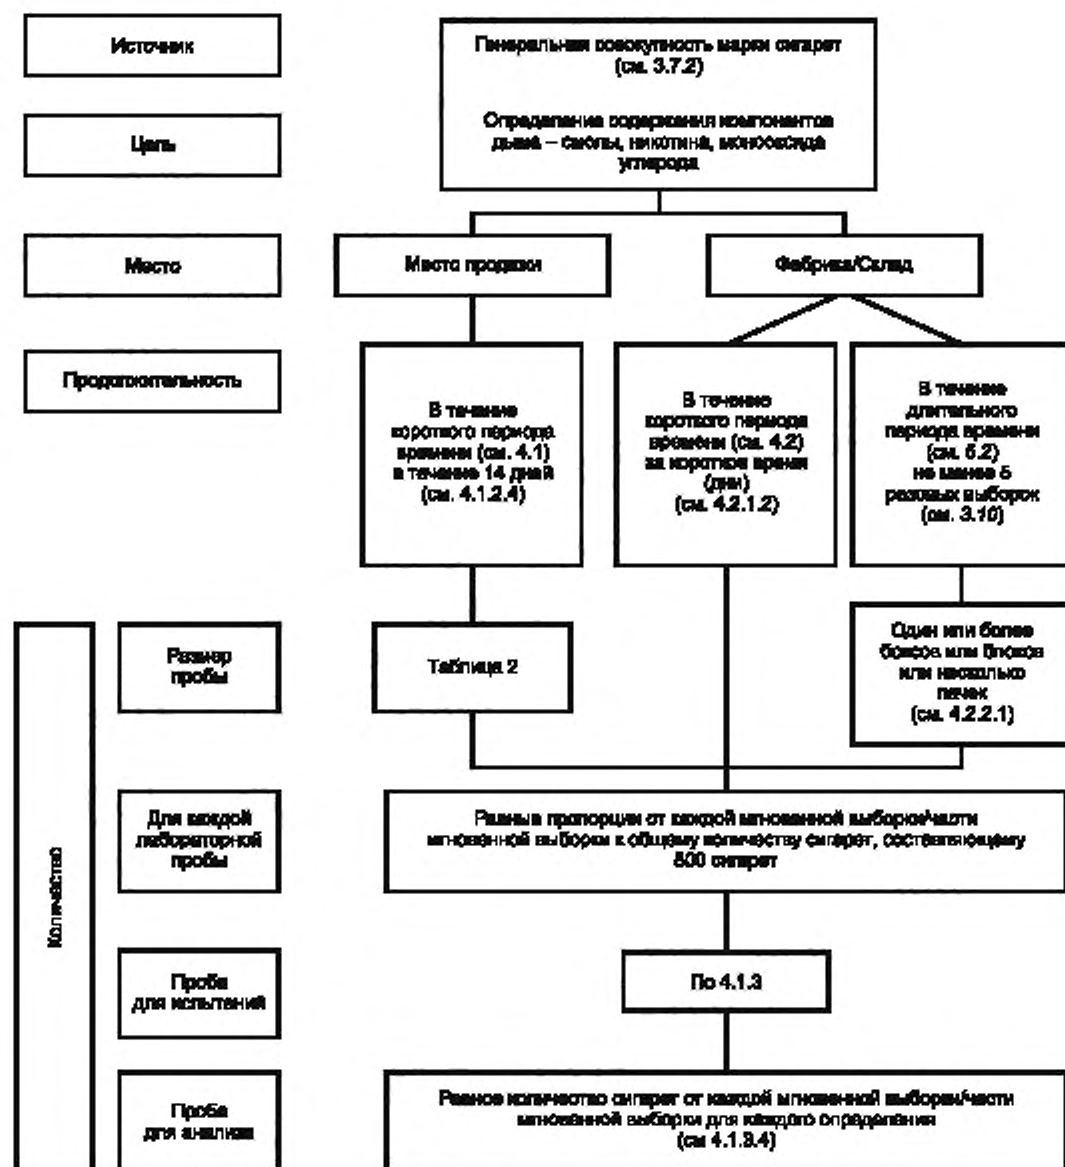 Источник
Генеральная совокупность марки сигарет
(см. 3.7.2)
Цель
Определение содержания компонентов
дыма – смолы, никотина, монооксида
углерода
Место
Место продажи
Фабрика/Склад
Продолжительность
В течение
короткого периода
времени (см. 4.1)
в течение 14 дней
(см. 4.1.2.4)
В течение
короткого периода
времени (см. 4.2)
за короткое время
(дни)
(см. 4.2.1.2)
В течение
длительного
периода времени
(см. 5.2)
не менее 5
разовых выборок
(см. 3.10)
Количество
Размер
пробы
Таблица 2
Один или более
боксов или блоков
или несколько
пачек
(см. 4.2.2.1)
Для каждой
лабораторной
пробы
Равные пропорции от каждой мгновенной выборки/части
мгновенной выборки к общему количеству сигарет, составляющему
800 сигарет
Проба
для испытаний
По 4.1.3
Проба
для анализа
Равное количество сигарет от каждой мгновенной выборки/части
мгновенной выборки для каждого определения
(см 4.1.3.4)